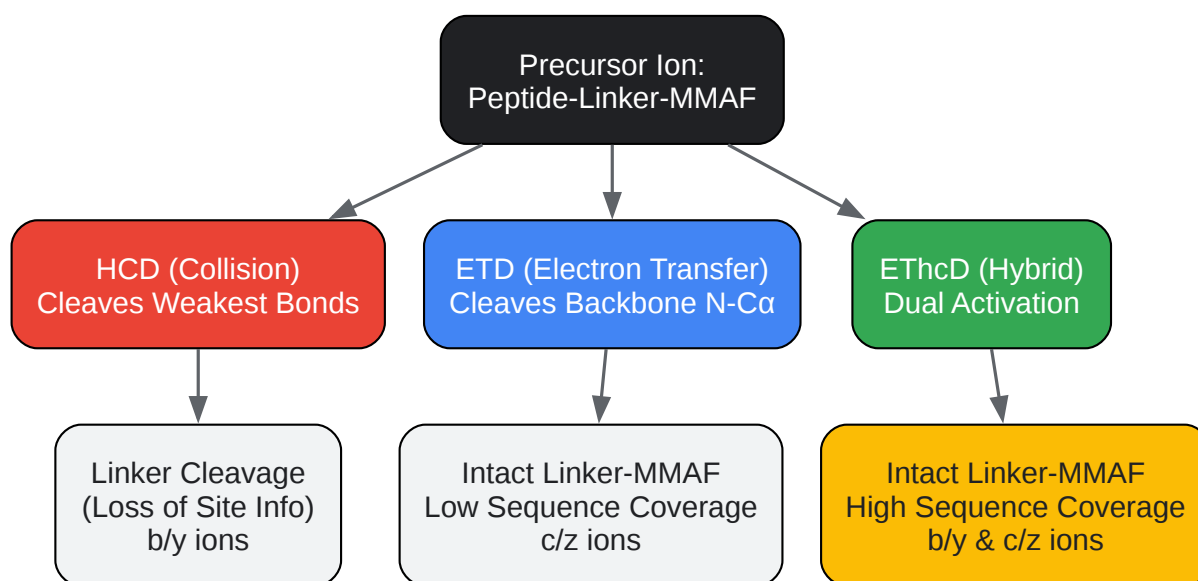 Precursor Ion:
Peptide-Linker-MMAF
HCD (Collision)
Cleaves Weakest Bonds
ETD (Electron Transfer)
Cleaves Backbone N-Cα
EThcD (Hybrid)
Dual Activation
Linker Cleavage
(Loss of Site Info)
b/y ions
Intact Linker-MMAF
Low Sequence Coverage
c/z ions
Intact Linker-MMAF
High Sequence Coverage
b/y & c/z ions